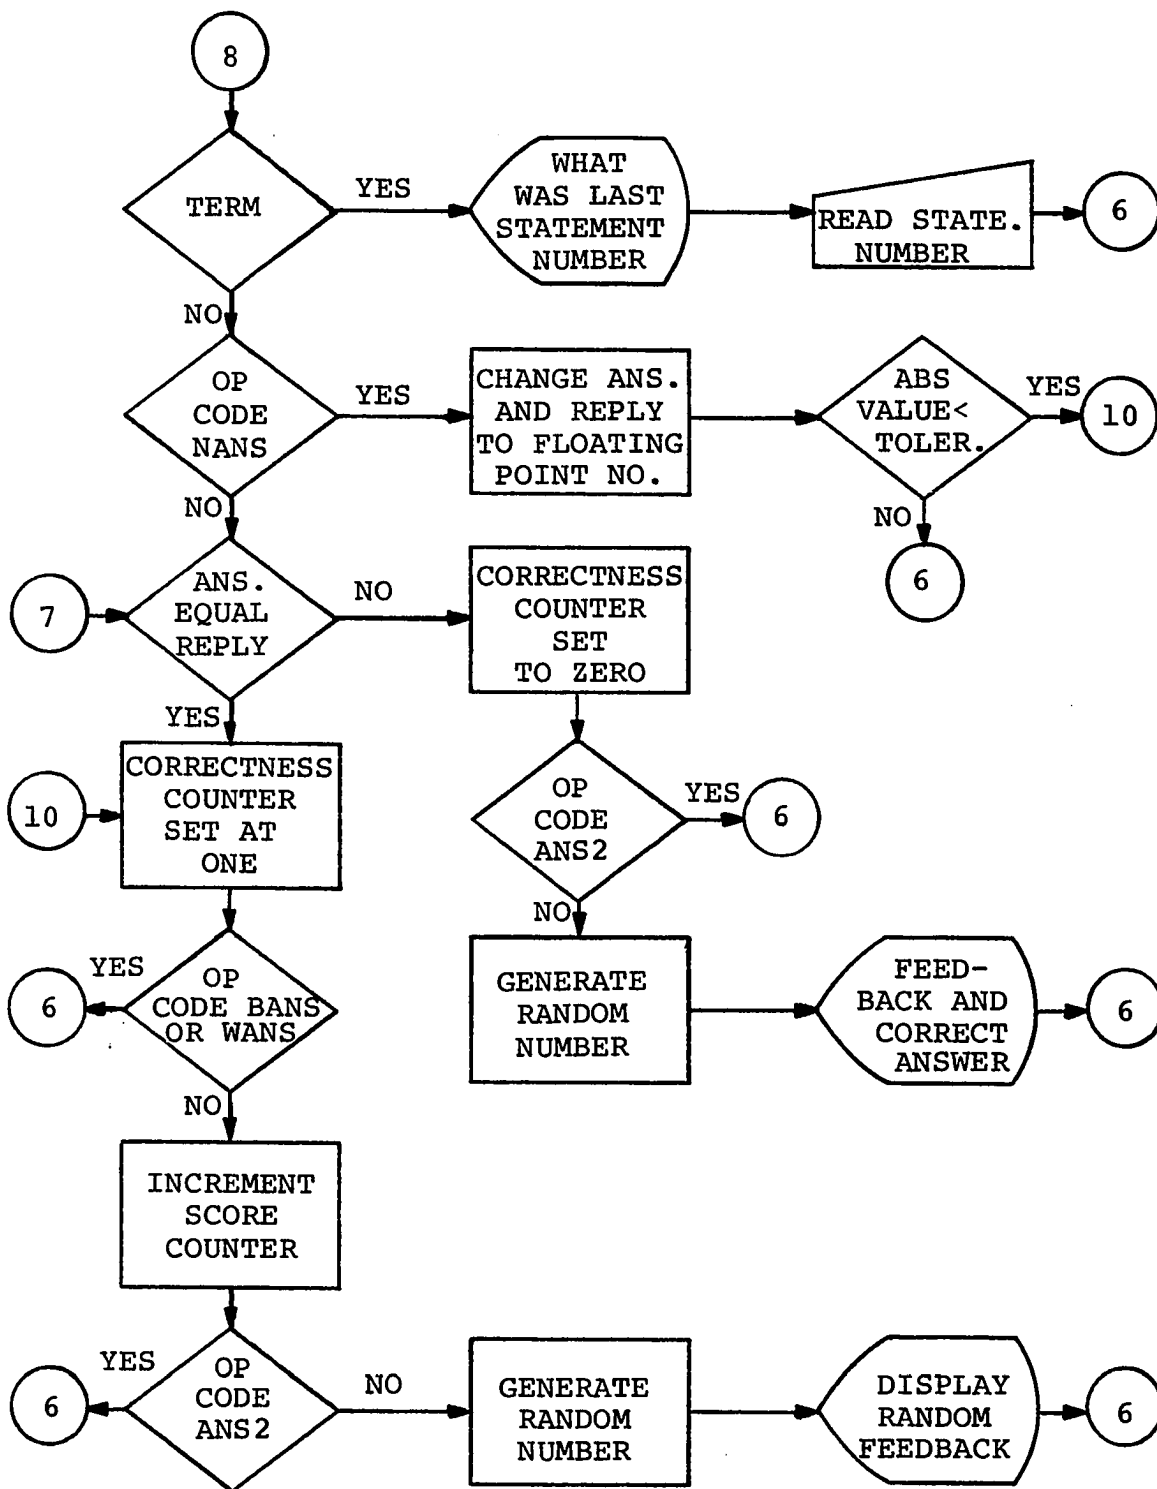 8
TERM
YES
WHAT
WAS LAST
STATEMENT
NUMBER
READ STATE.
NUMBER
6
NO
OP
CODE
NANS
YES
CHANGE ANS.
AND REPLY
TO FLOATING
POINT NO.
ABS
VALUE<
TOLER.
YES
10
NO
6
NO
7
ANS.
EQUAL
REPLY
NO
CORRECTNESS
COUNTER
SET
TO ZERO
YES
10
CORRECTNESS
COUNTER
SET AT
ONE
OP
CODE
ANS2
YES
6
NO
GENERATE
RANDOM
NUMBER
FEED-
BACK AND
CORRECT
ANSWER
6
YES
6
OP
CODE BANS
OR WANS
NO
INCREMENT
SCORE
COUNTER
YES
6
OP
CODE
ANS2
NO
GENERATE
RANDOM
NUMBER
DISPLAY
RANDOM
FEEDBACK
6